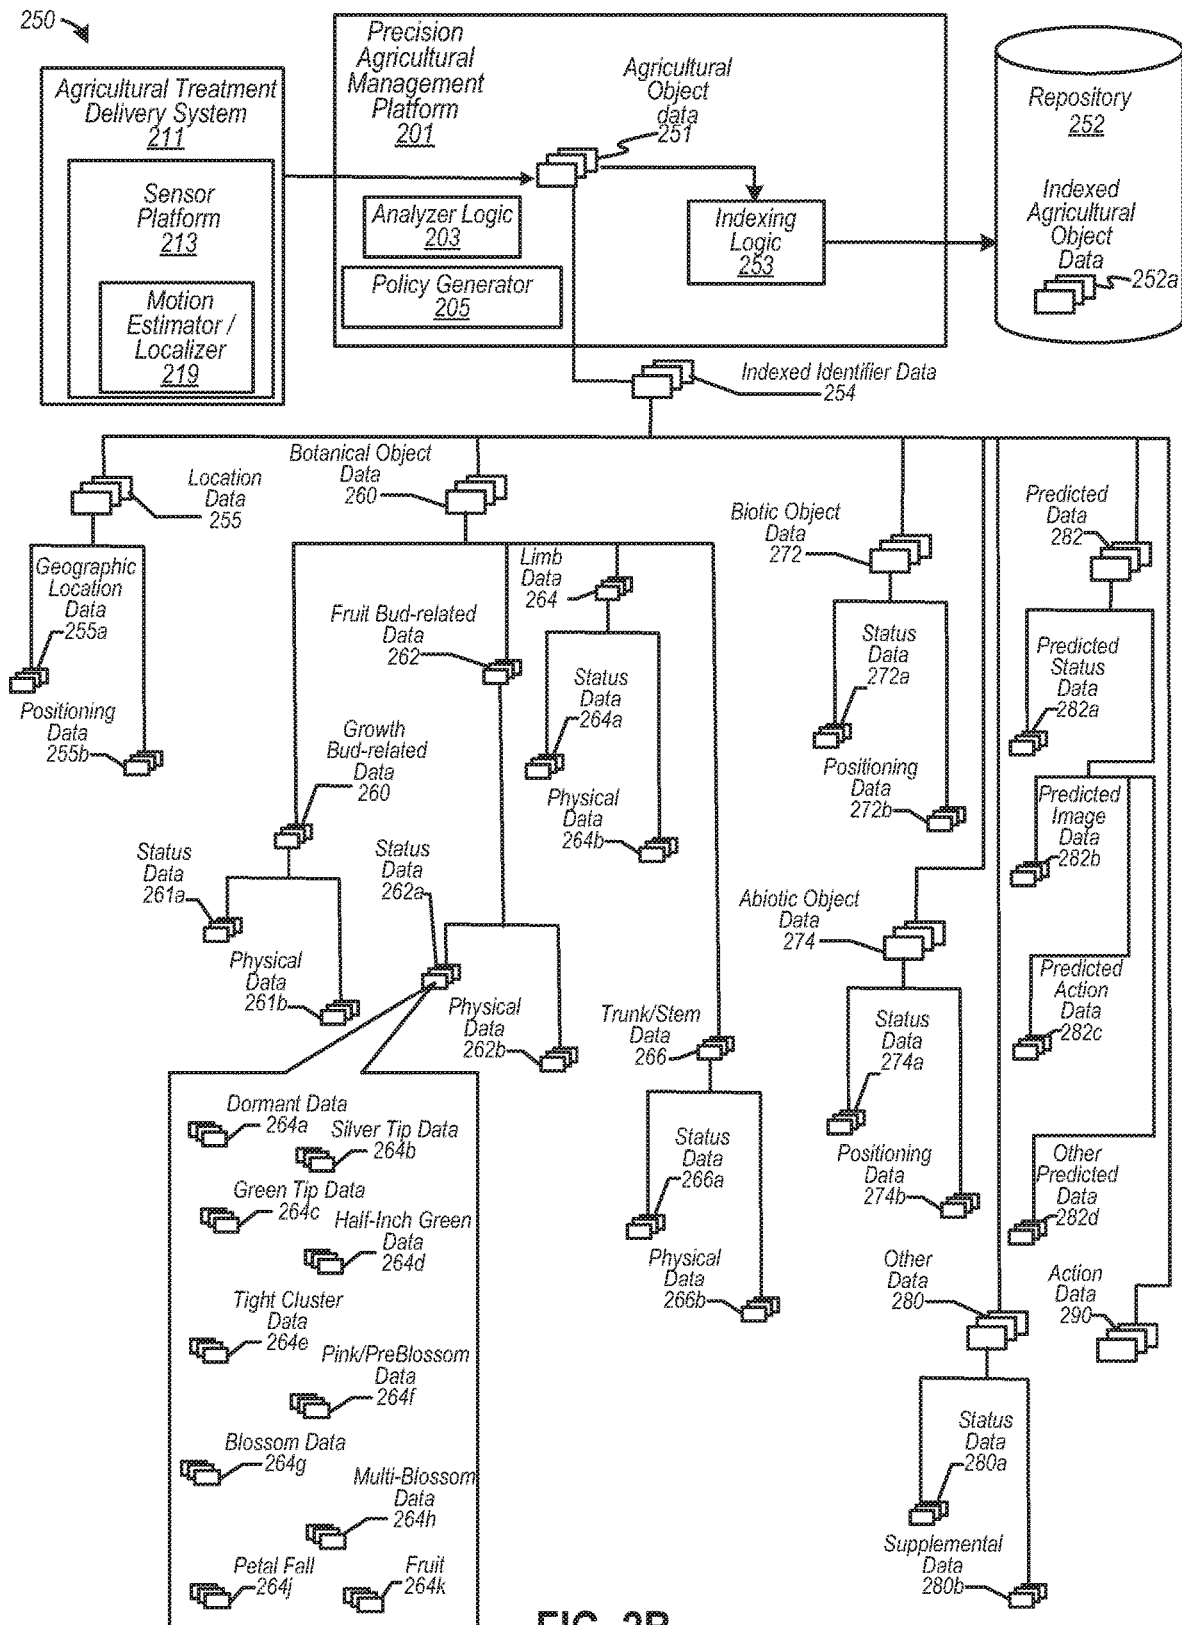 250
Agricultural Treatment
Delivery System
211
Sensor
Platform
213
Motion
Estimator /
Localizer
219
Precision
Agricultural
Management
Platform
201
Agricultural
Object
data
251
Analyzer Logic
203
Policy Generator
205
Indexing
Logic
253
Repository
252
Indexed
Agricultural
Object
Data
252a
Indexed Identifier Data
254
Location
Data
255
Geographic
Location
Data
255a
Positioning
Data
255b
Botanical Object
Data
260
Growth
Bud-related
Data
260
Status
Data
261a
Physical
Data
261b
Fruit Bud-related
Data
262
Status
Data
262a
Physical
Data
262b
Limb
Data
264
Status
Data
264a
Physical
Data
264b
Trunk/Stem
Data
266
Status
Data
266a
Physical
Data
266b
Biotic Object
Data
272
Status
Data
272a
Positioning
Data
272b
Abiotic Object
Data
274
Status
Data
274a
Positioning
Data
274b
Predicted
Data
282
Predicted
Status
Data
282a
Predicted
Image
Data
282b
Predicted
Action
Data
282c
Other
Predicted
Data
282d
Other
Data
280
Status
Data
280a
Supplemental
Data
280b
Action
Data
290
Dormant Data
264a
Silver Tip Data
264b
Green Tip Data
264c
Half-Inch Green
Data
264d
Tight Cluster
Data
264e
Pink/PreBlossom
Data
264f
Blossom Data
264g
Multi-Blossom
Data
264h
Petal Fall
264j
Fruit
264k